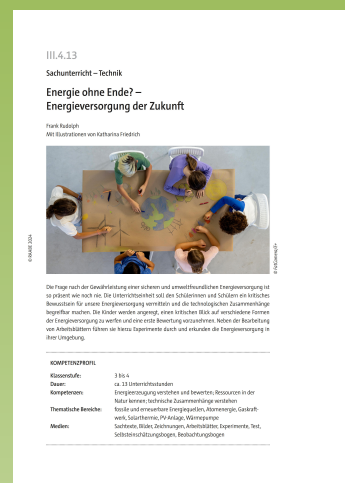 III.4.13
Sachunterricht – Technik
Energie ohne Ende? –
Energieversorgung der Zukunft
Frank Rudolph
Mit Illustrationen von Katharina Friedrich
© RAABE 2024
Die Frage nach der Gewährleistung einer sicheren und umweltfreundlichen Energieversorgung ist
so präsent wie noch nie. Die Unterrichtseinheit soll den Schülerinnen und Schülern ein kritisches
Bewusstsein für unsere Energieversorgung vermitteln und die technologischen Zusammenhänge
begreifbar machen. Die Kinder werden angeregt, einen kritischen Blick auf verschiedene Formen
der Energieversorgung zu werfen und eine erste Bewertung vorzunehmen. Neben der Bearbeitung
von Arbeitsblättern führen sie hierzu Experimente durch und erkunden die Energieversorgung in
ihrer Umgebung.
KOMPETENZPROFIL
Klassenstufe: 3 bis 4
Dauer: ca. 13 Unterrichtsstunden
Kompetenzen: Energieerzeugung verstehen und bewerten; Ressourcen in der
Natur kennen; technische Zusammenhänge verstehen
Thematische Bereiche: fossile und erneuerbare Energiequellen, Atomenergie, Gaskraft-
werk, Solarthermie, PV-Anlage, Wärmepumpe
Medien: Sachtexte, Bilder, Zeichnungen, Arbeitsblätter, Experimente, Test,
Selbsteinschätzungsbogen, Beobachtungsbogen